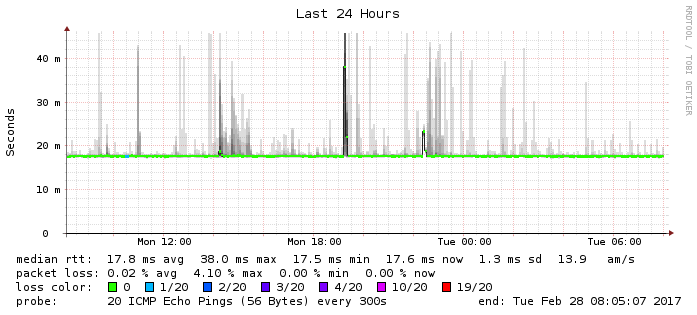 Last 24 Hours
RRDTOOL / TOBI OETIKER
Seconds
40 m
30 m
20 m
10 m
0
Mon 12:00 Mon 18:00 Tue 00:00 Tue 06:00
median rtt: 17.8 ms avg 38.0 ms max 17.5 ms min 17.6 ms now 1.3 ms sd 13.9 am/s
packet loss: 0.02 % avg 4.10 % max 0.00 % min 0.00 % now
loss color: 0 1/20 2/20 3/20 4/20 10/20 19/20
probe: 20 ICMP Echo Pings (56 Bytes) every 300s end: Tue Feb 28 08:05:07 2017